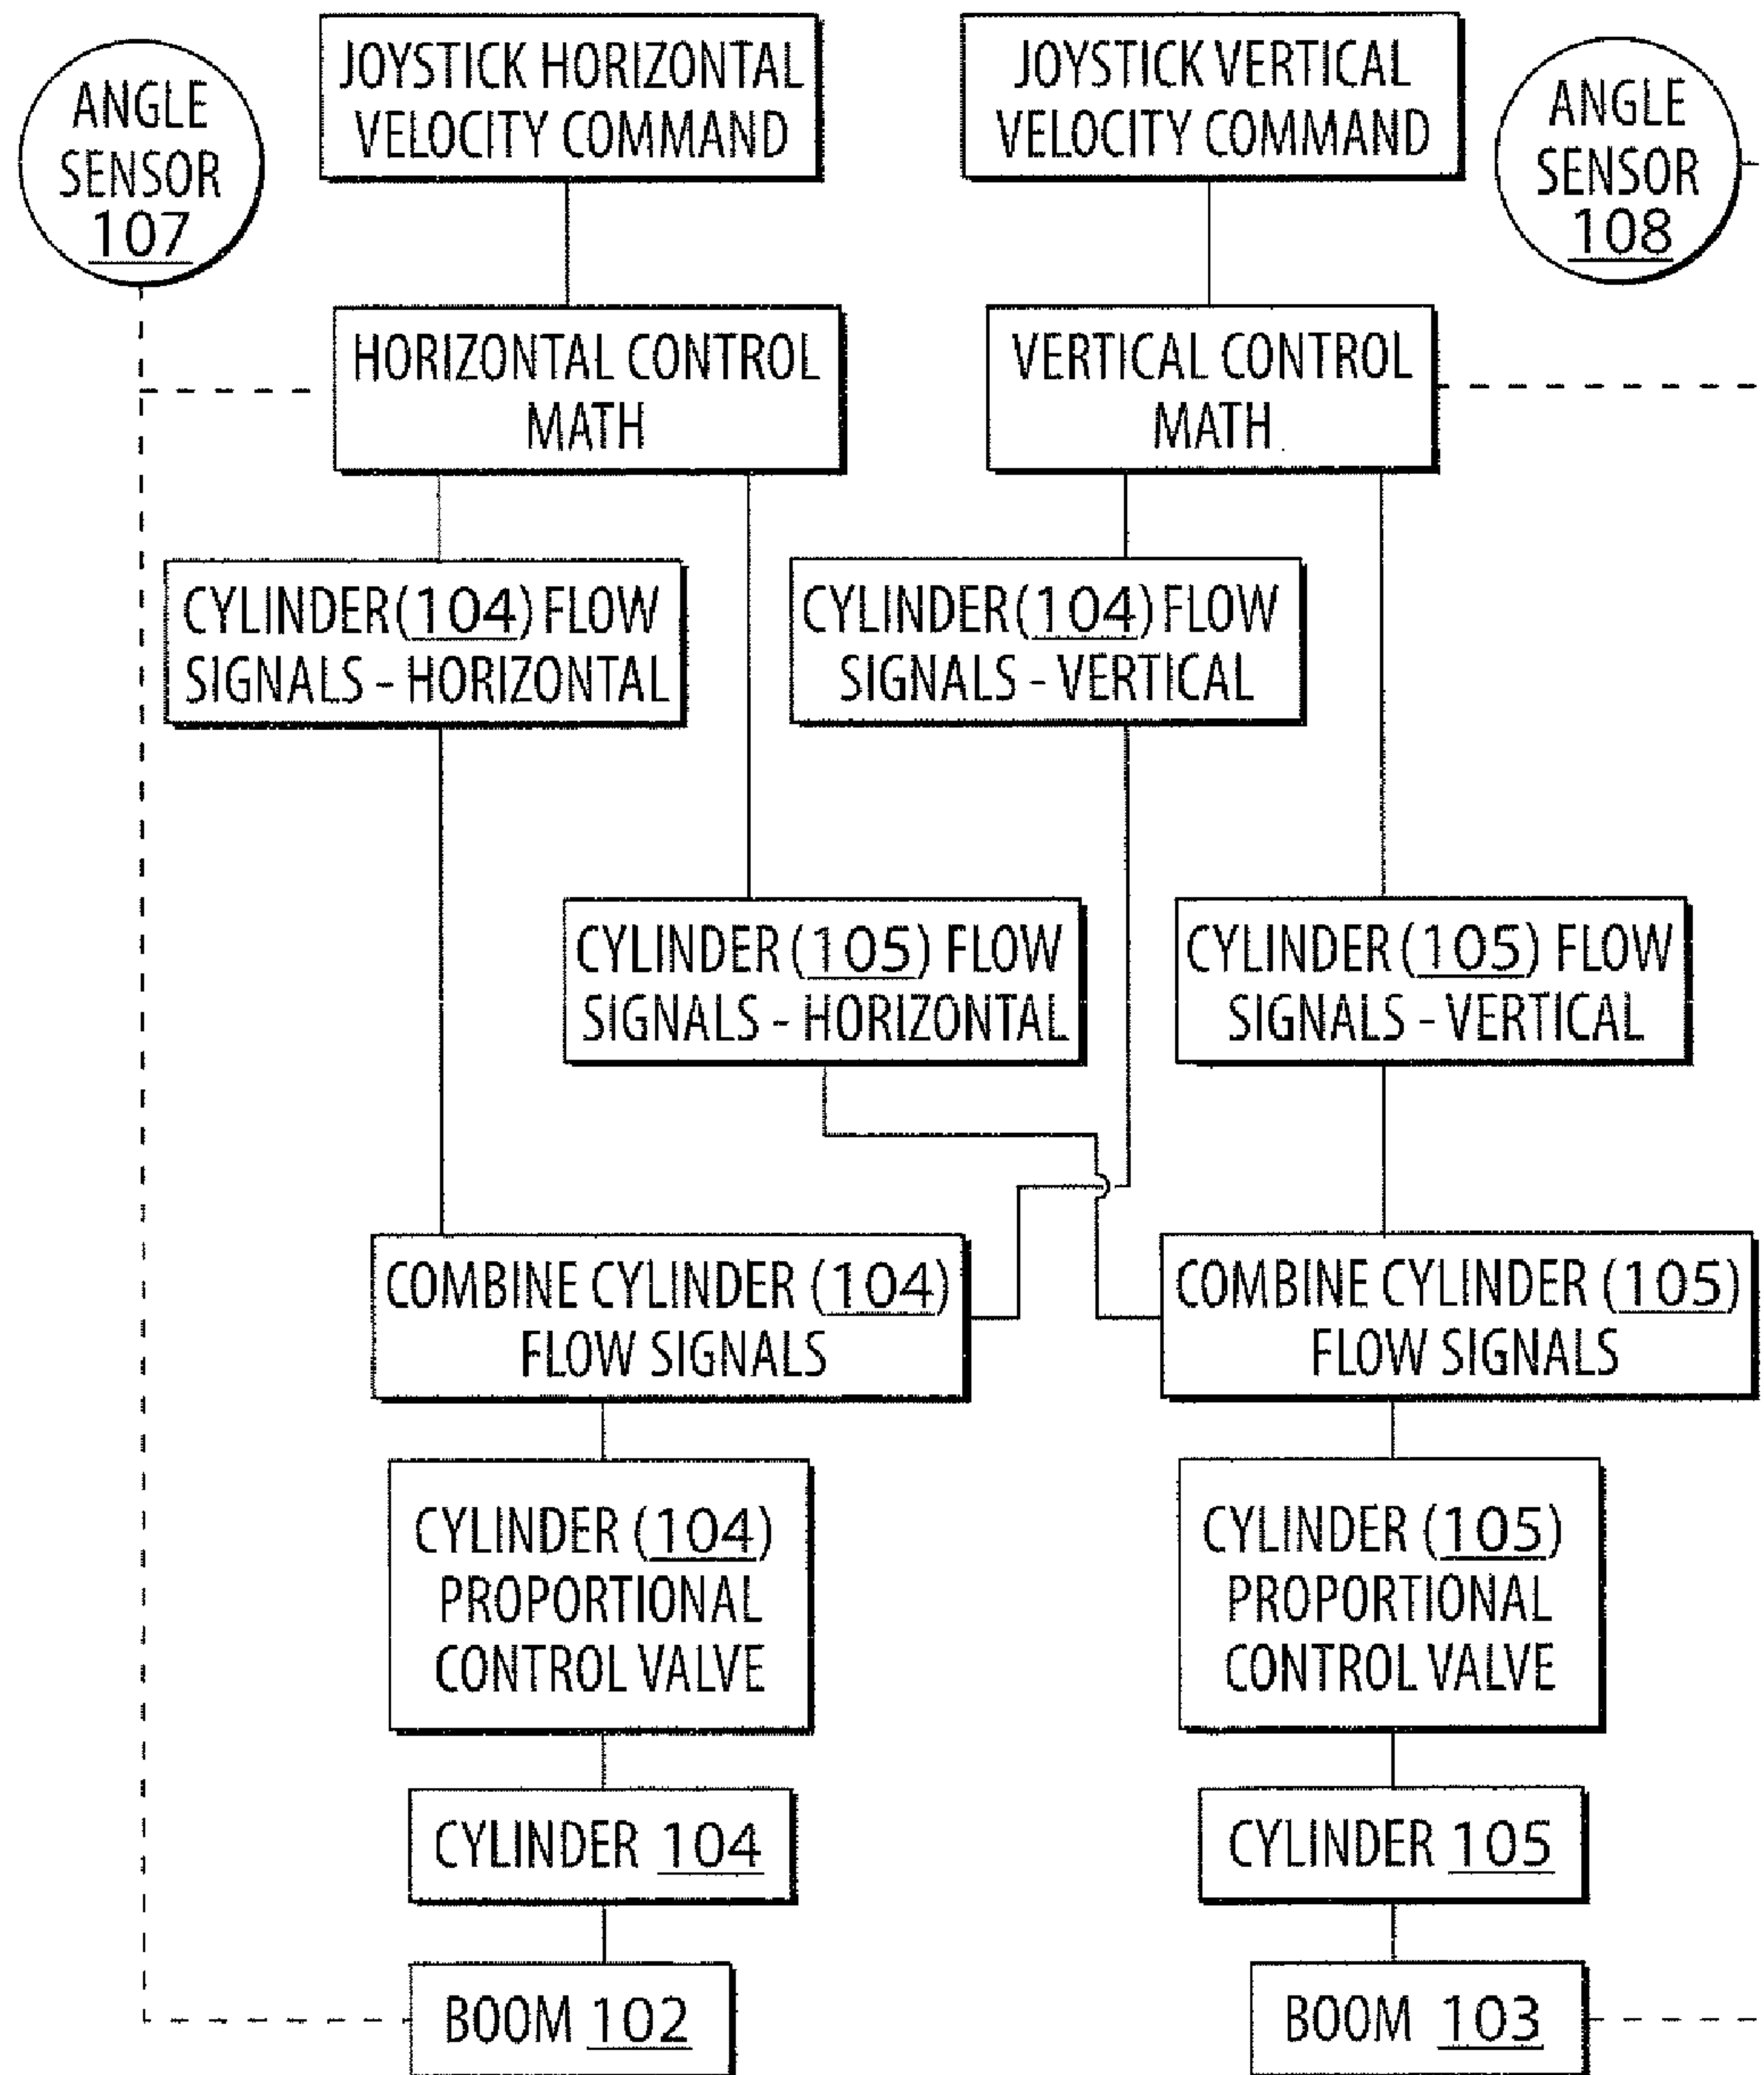 JOYSTICK HORIZONTAL
VELOCITY COMMAND
JOYSTICK VERTICAL
VELOCITY COMMAND
ANGLE
SENSOR
107
ANGLE
SENSOR
108
HORIZONTAL CONTROL
MATH
VERTICAL CONTROL
MATH
CYLINDER (104) FLOW
SIGNALS - HORIZONTAL
CYLINDER (104) FLOW
SIGNALS - VERTICAL
CYLINDER (105) FLOW
SIGNALS - HORIZONTAL
CYLINDER (105) FLOW
SIGNALS - VERTICAL
COMBINE CYLINDER (104)
FLOW SIGNALS
COMBINE CYLINDER (105)
FLOW SIGNALS
CYLINDER (104)
PROPORTIONAL
CONTROL VALVE
CYLINDER (105)
PROPORTIONAL
CONTROL VALVE
CYLINDER 104
CYLINDER 105
BOOM 102
BOOM 103